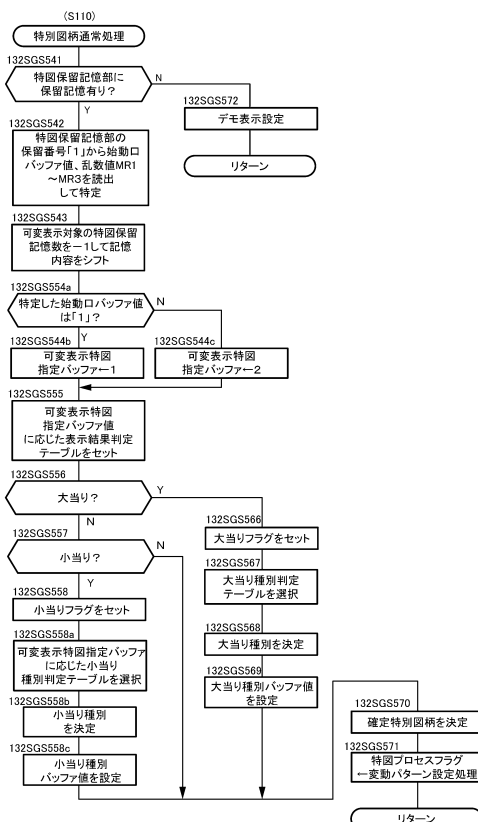 (S110)
特別図柄通常処理
132SGS541
特図保留記憶部に
保留記憶有り?
N
Y
132SGS572
デモ表示設定
リターン
132SGS542
特図保留記憶部の
保留番号「1」から始動口
バッファ値、乱数値MR1
~MR3を読出
して特定
132SGS543
可変表示対象の特図保留
記憶数を-1して記憶
内容をシフト
132SGS554a
特定した始動口バッファ値
は「1」?
N
Y
132SGS544b
可変表示特図
指定バッファ←1
132SGS544c
可変表示特図
指定バッファ←2
132SGS555
可変表示特図
指定バッファ値
に応じた表示結果判定
テーブルをセット
132SGS556
大当り?
Y
N
132SGS557
小当り?
N
Y
132SGS558
小当りフラグをセット
132SGS558a
可変表示特図指定バッファ
に応じた小当り
種別判定テーブルを選択
132SGS558b
小当り種別
を決定
132SGS558c
小当り種別
バッファ値を設定
132SGS566
大当りフラグをセット
132SGS567
大当り種別判定
テーブルを選択
132SGS568
大当り種別を決定
132SGS569
大当り種別バッファ値
を設定
132SGS570
確定特別図柄を決定
132SGS571
特図プロセスフラグ
←変動パターン設定処理
リターン